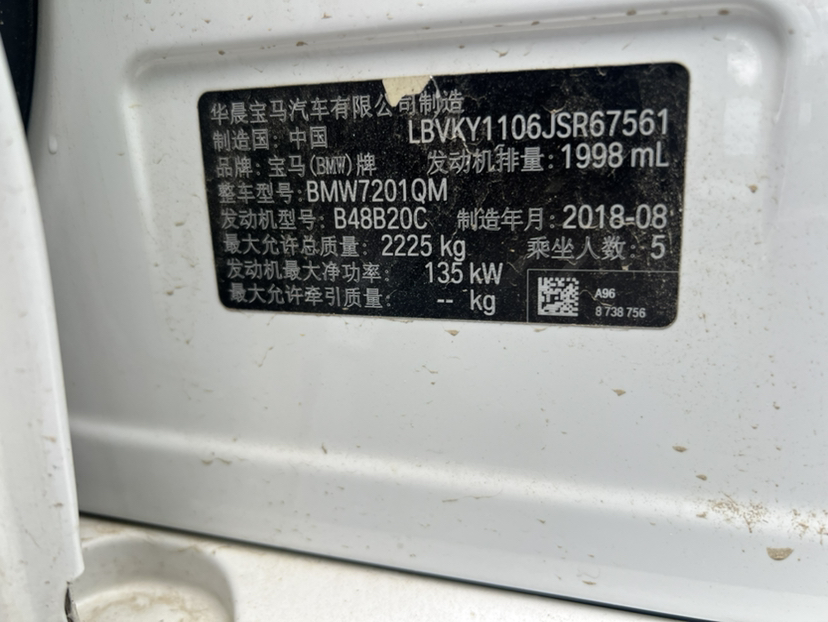 华晨宝马汽车有限公司制造
制造国: 中国 LBVKY1106JSR67561
品牌: 宝马(BMW)牌 发动机排量: 1998 mL
整车型号: BMW7201QM
发动机型号: B48B20C 制造年月: 2018-08
最大允许总质量: 2225 kg 乘坐人数: 5
发动机最大净功率: 135 kW
最大允许牵引质量: -- kg
A96
8 738 756